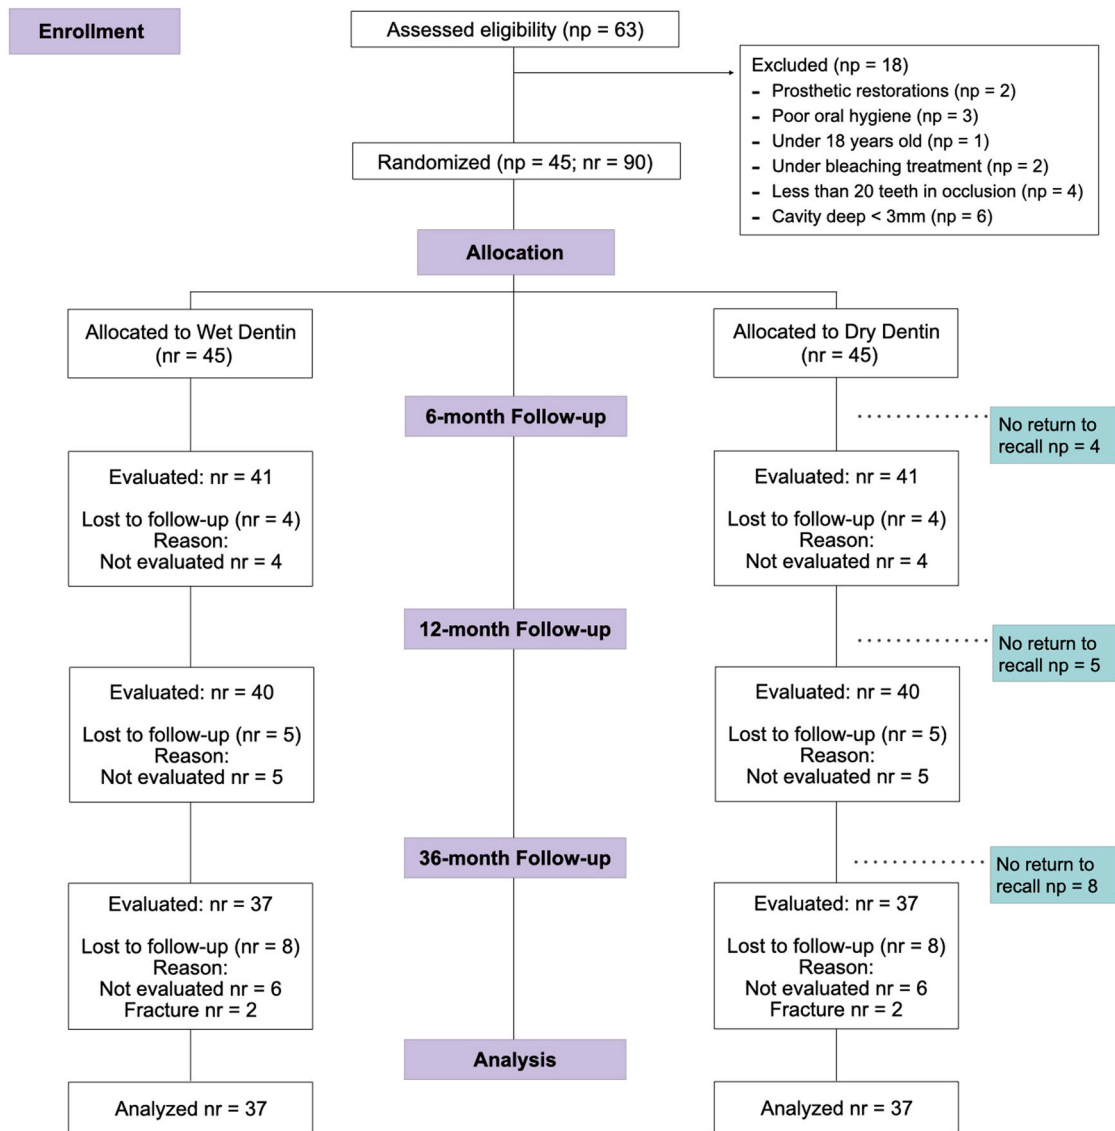 Enrollment
Assessed eligibility (np = 63)
Excluded (np = 18)
- Prosthetic restorations (np = 2)
- Poor oral hygiene (np = 3)
- Under 18 years old (np = 1)
- Under bleaching treatment (np = 2)
- Less than 20 teeth in occlusion (np = 4)
- Cavity deep < 3mm (np = 6)
Randomized (np = 45; nr = 90)
Allocation
Allocated to Wet Dentin
(nr = 45)
Allocated to Dry Dentin
(nr = 45)
6-month Follow-up
No return to
recall np = 4
Evaluated: nr = 41
Lost to follow-up (nr = 4)
Reason:
Not evaluated nr = 4
Evaluated: nr = 41
Lost to follow-up (nr = 4)
Reason:
Not evaluated nr = 4
12-month Follow-up
No return to
recall np = 5
Evaluated: nr = 40
Lost to follow-up (nr = 5)
Reason:
Not evaluated nr = 5
Evaluated: nr = 40
Lost to follow-up (nr = 5)
Reason:
Not evaluated nr = 5
36-month Follow-up
No return to
recall np = 8
Evaluated: nr = 37
Lost to follow-up (nr = 8)
Reason:
Not evaluated nr = 6
Fracture nr = 2
Evaluated: nr = 37
Lost to follow-up (nr = 8)
Reason:
Not evaluated nr = 6
Fracture nr = 2
Analysis
Analyzed nr = 37
Analyzed nr = 37